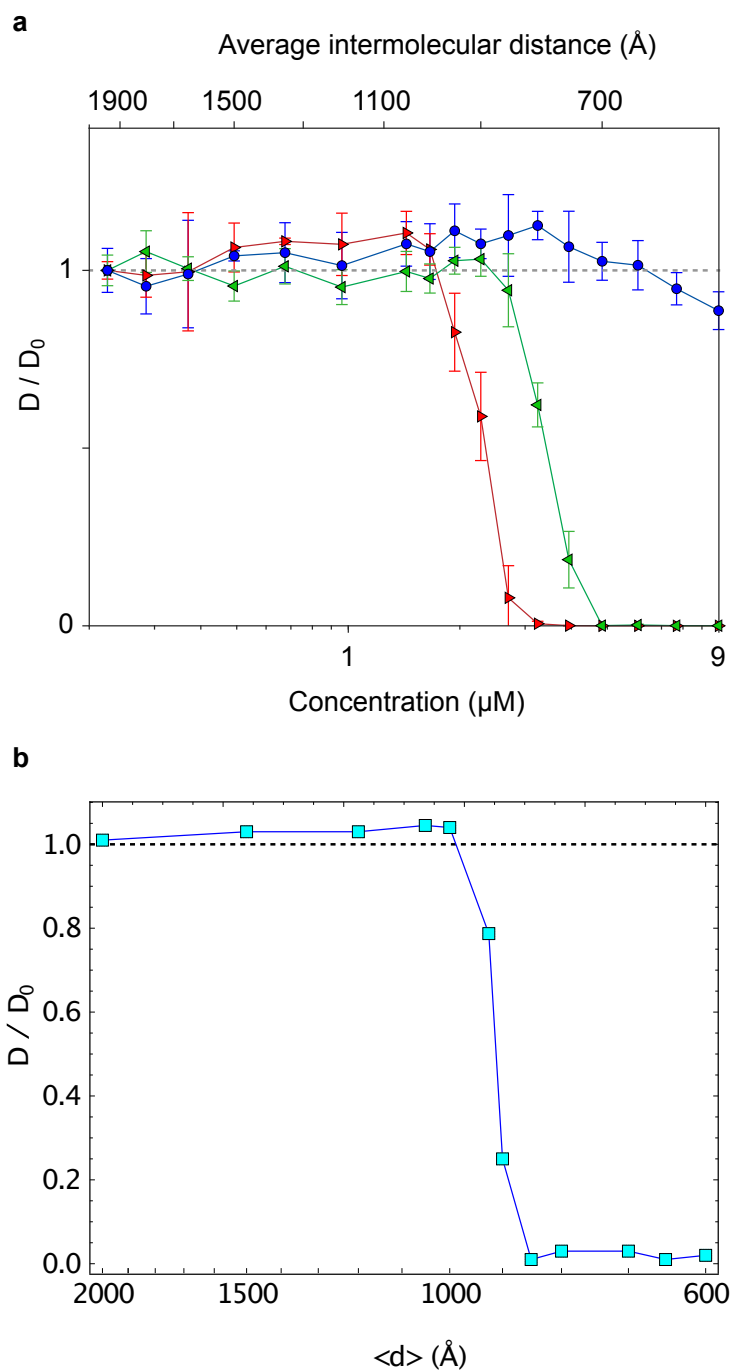 a
Average intermolecular distance (Å)
1900 1500 1100 700
1
D / D₀
0
1 9
Concentration (µM)
b
1.0
0.8
0.6
D / D₀
0.4
0.2
0.0
2000 1500 1000 600
<d> (Å)